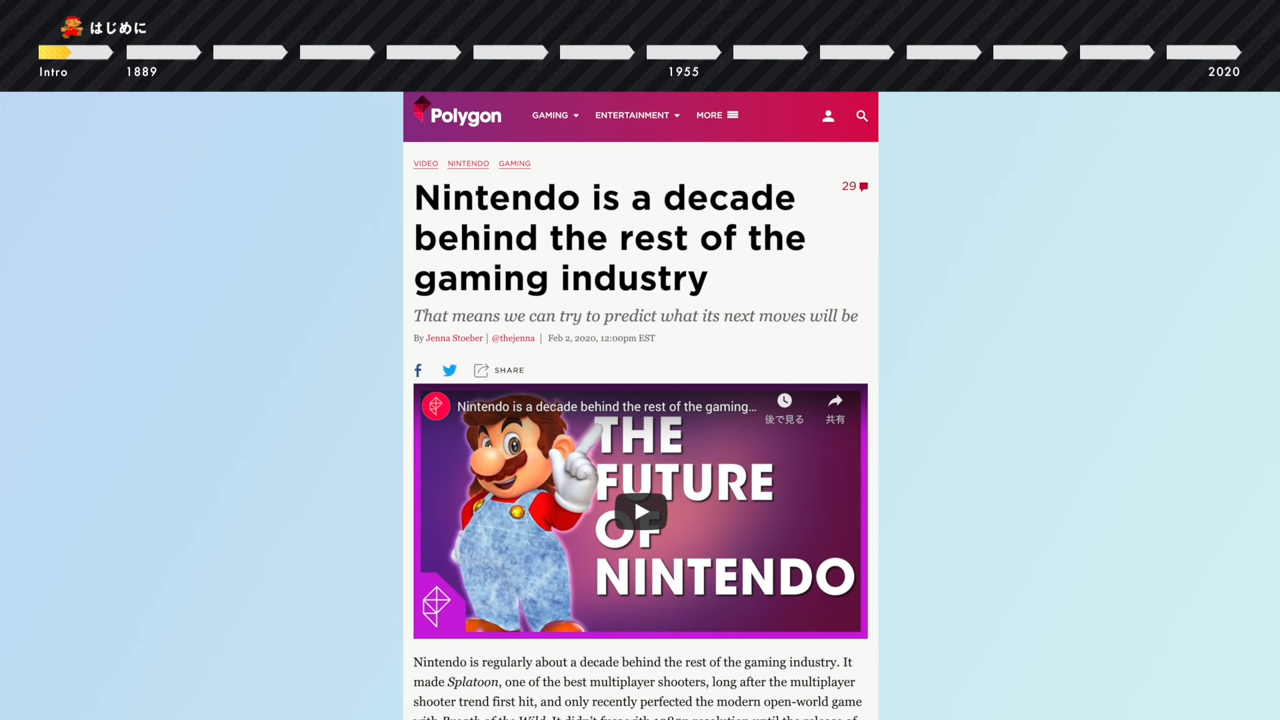 はじめに
Intro
1889
1955
2020
Polygon
GAMING
ENTERTAINMENT
MORE
VIDEO NINTENDO GAMING
29
Nintendo is a decade
behind the rest of the
gaming industry
That means we can try to predict what its next moves will be
By Jenna Stoeber | @thejenna | Feb 2, 2020, 12:00pm EST
SHARE
Nintendo is a decade behind the rest of the gaming...
後で見る
共有
THE
FUTURE
OF
NINTENDO
Nintendo is regularly about a decade behind the rest of the gaming industry. It
made Splatoon, one of the best multiplayer shooters, long after the multiplayer
shooter trend first hit, and only recently perfected the modern open-world game